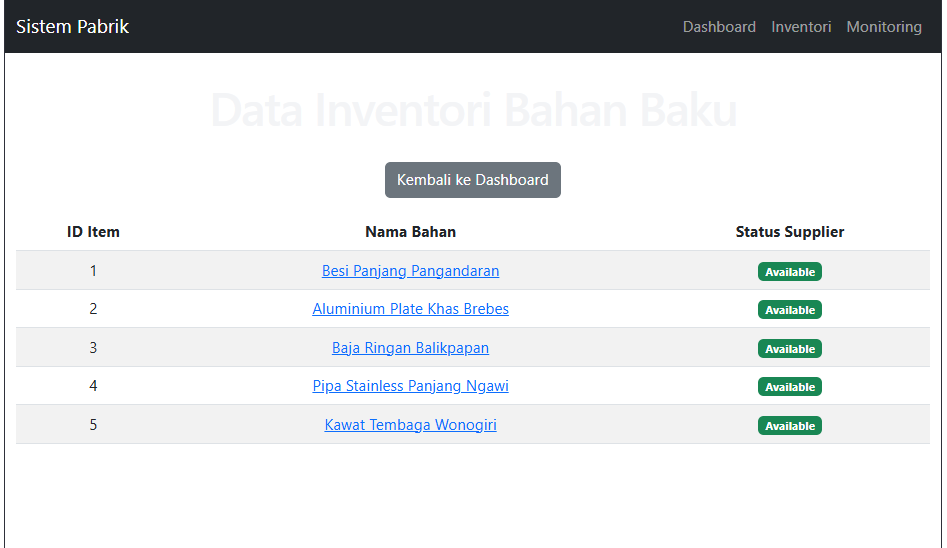 Sistem Pabrik Dashboard Inventori Monitoring
Data Inventori Bahan Baku
Kembali ke Dashboard
ID Item Nama Bahan Status Supplier
1 Besi Panjang Pangandaran Available
2 Aluminium Plate Khas Brebes Available
3 Baja Ringan Balikpapan Available
4 Pipa Stainless Panjang Ngawi Available
5 Kawat Tembaga Wonogiri Available